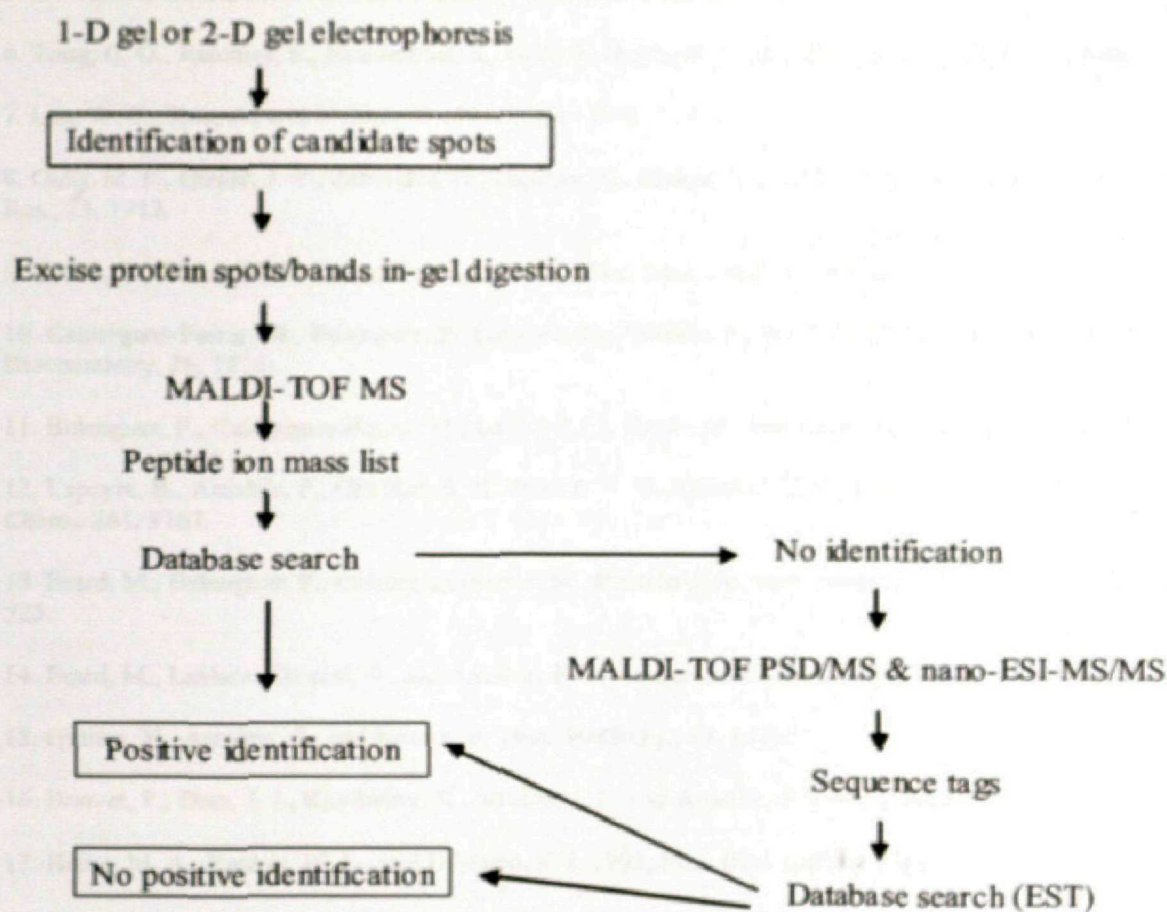 1-D gel or 2-D gel electrophoresis
Identification of candidate spots
Excise protein spots/bands in-gel digestion
MALDI-TOF MS
Peptide ion mass list
Database search
No identification
MALDI-TOF PSD/MS & nano-ESI-MS/MS
Positive identification
Sequence tags
No positive identification
Database search (EST)